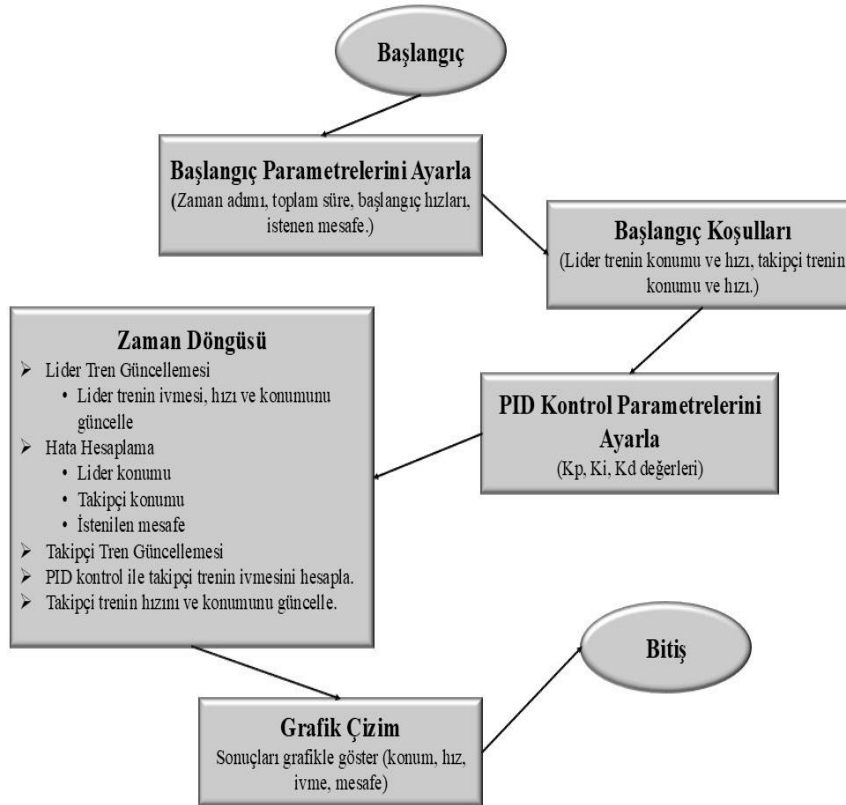 Başlangıç
Başlangıç Parametrelerini Ayarla
(Zaman adımı, toplam süre, başlangıç hızları,
istenen mesafe.)
Başlangıç Koşulları
(Lider trenin konumu ve hızı, takipçi trenin
konumu ve hızı.)
PID Kontrol Parametrelerini
Ayarla
(Kp, Ki, Kd değerleri)
Zaman Döngüsü
➢ Lider Tren Güncellemesi
• Lider trenin ivmesi, hızı ve konumunu
güncelle
➢ Hata Hesaplama
• Lider konumu
• Takipçi konumu
• İstenilen mesafe
➢ Takipçi Tren Güncellemesi
➢ PID kontrol ile takipçi trenin ivmesini hesapla.
➢ Takipçi trenin hızını ve konumunu güncelle.
Grafik Çizim
Sonuçları grafikle göster (konum, hız,
ivme, mesafe)
Bitiş